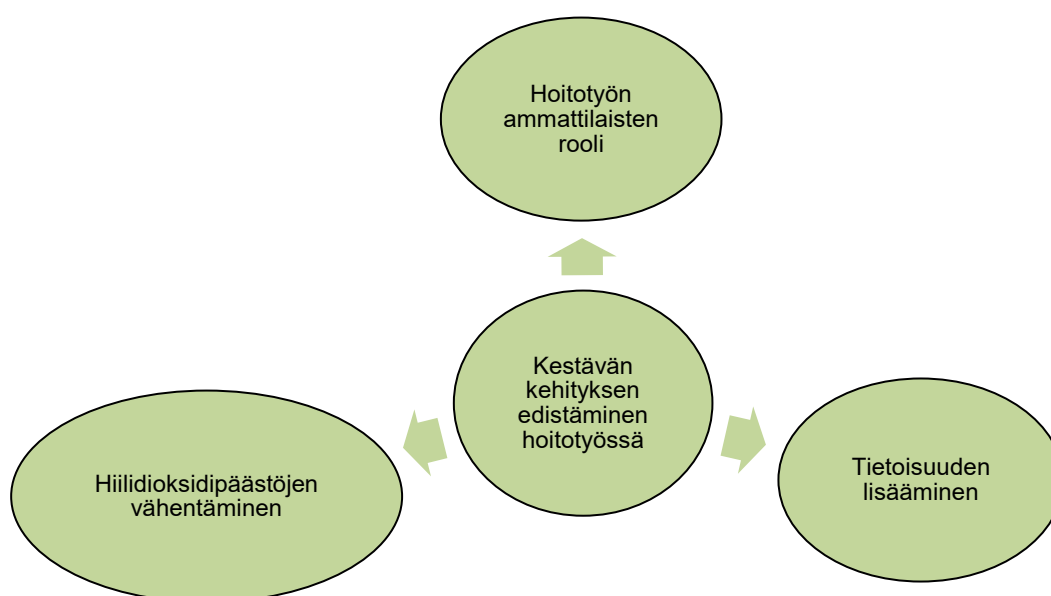 Hoitotyön
ammattilaisten
rooli
Kestävän
kehityksen
edistäminen
hoitotyössä
Hiilidioksidipäästöjen
vähentäminen
Tietoisuuden
lisääminen